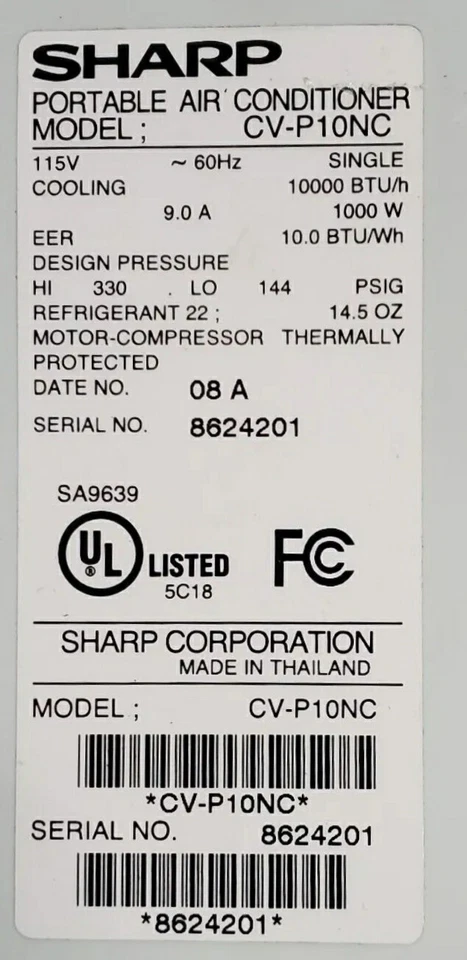 SHARP
PORTABLE AIR CONDITIONER
MODEL ; CV-P10NC
115V ~ 60Hz SINGLE
COOLING 10000 BTU/h
9.0 A 1000 W
EER 10.0 BTU/Wh
DESIGN PRESSURE
HI 330 . LO 144 PSIG
REFRIGERANT 22 ; 14.5 OZ
MOTOR-COMPRESSOR THERMALLY
PROTECTED
DATE NO. 08 A
SERIAL NO. 8624201
SA9639
UL ® LISTED FC
5C18
SHARP CORPORATION
MADE IN THAILAND
MODEL ; CV-P10NC
*CV-P10NC*
SERIAL NO. 8624201
*8624201*